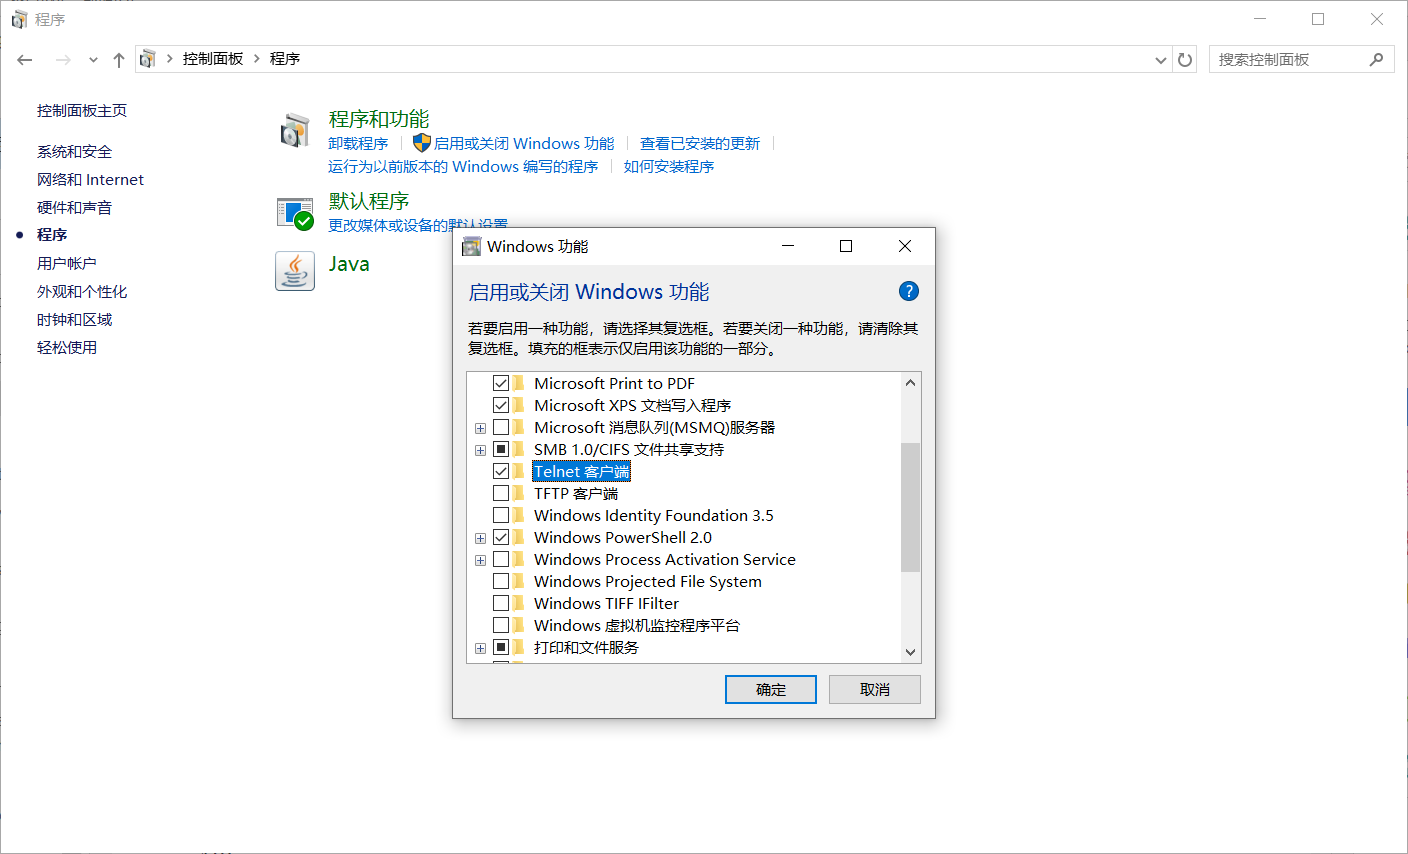 程序
控制面板 程序
搜索控制面板
控制面板主页
系统和安全
网络和 Internet
硬件和声音
程序
用户帐户
外观和个性化
时钟和区域
轻松使用
程序和功能
卸载程序 启用或关闭 Windows 功能 查看已安装的更新
运行为以前版本的 Windows 编写的程序 如何安装程序
默认程序
更改媒体或设备的默认设置
Java
Windows 功能
启用或关闭 Windows 功能
?
若要启用一种功能，请选择其复选框。若要关闭一种功能，请清除其
复选框。填充的框表示仅启用该功能的一部分。
Microsoft Print to PDF
Microsoft XPS 文档写入程序
Microsoft 消息队列(MSMQ)服务器
SMB 1.0/CIFS 文件共享支持
Telnet 客户端
TFTP 客户端
Windows Identity Foundation 3.5
Windows PowerShell 2.0
Windows Process Activation Service
Windows Projected File System
Windows TIFF IFilter
Windows 虚拟机监控程序平台
打印和文件服务
确定 取消